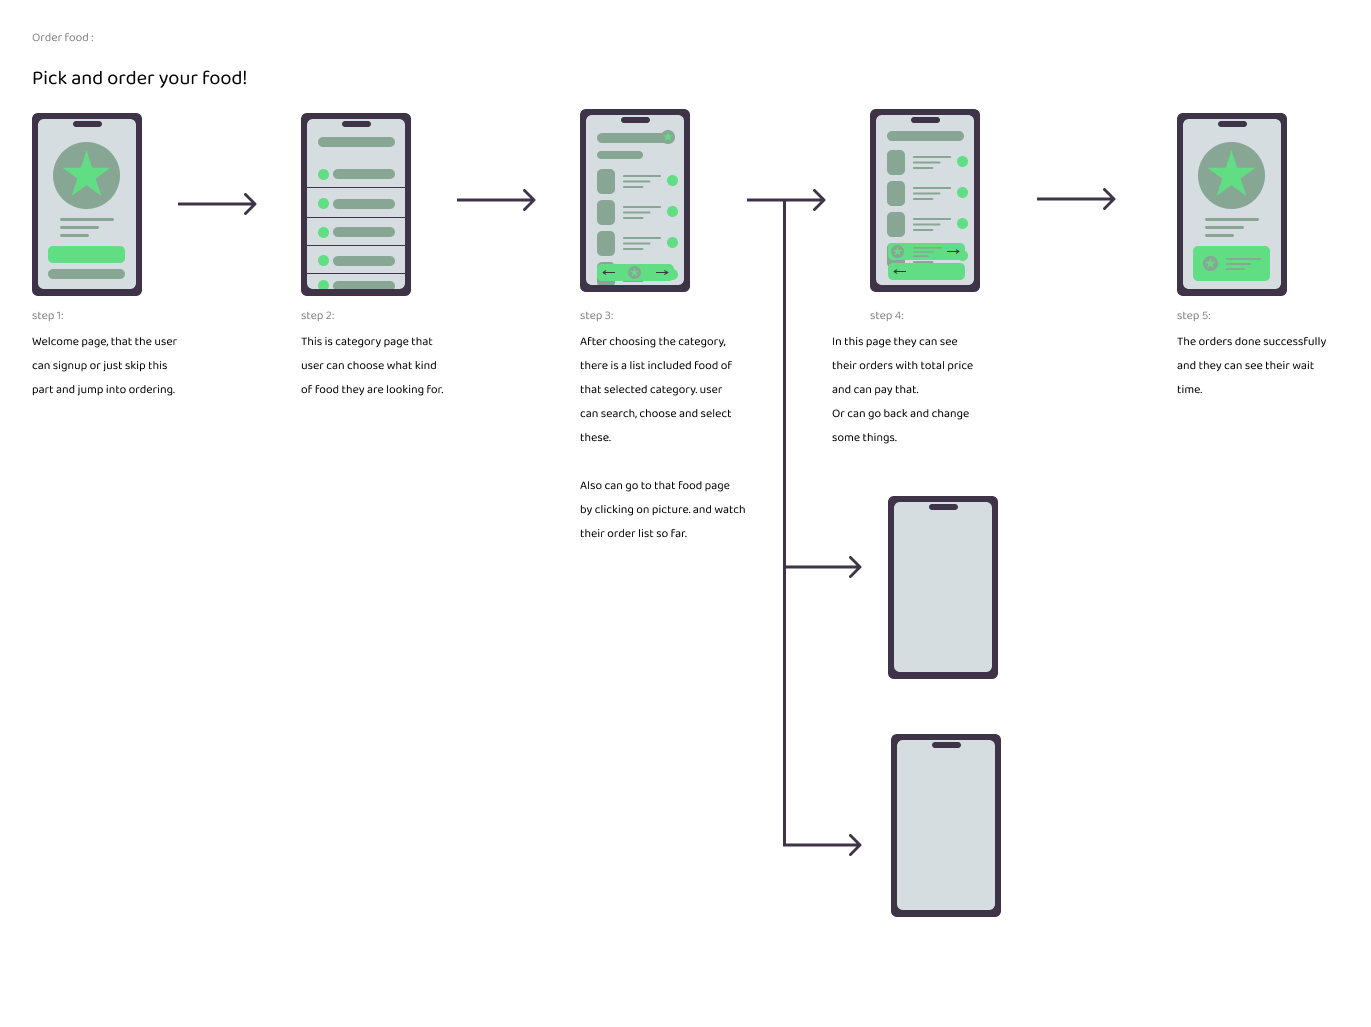 Order food :
Pick and order your food!
step 1:
Welcome page, that the user
can signup or just skip this
part and jump into ordering.
step 2:
This is category page that
user can choose what kind
of food they are looking for.
step 3:
After choosing the category,
there is a list included food of
that selected category. user
can search, choose and select
these.
Also can go to that food page
by clicking on picture. and watch
their order list so far.
step 4:
In this page they can see
their orders with total price
and can pay that.
Or can go back and change
some things.
step 5:
The orders done successfully
and they can see their wait
time.